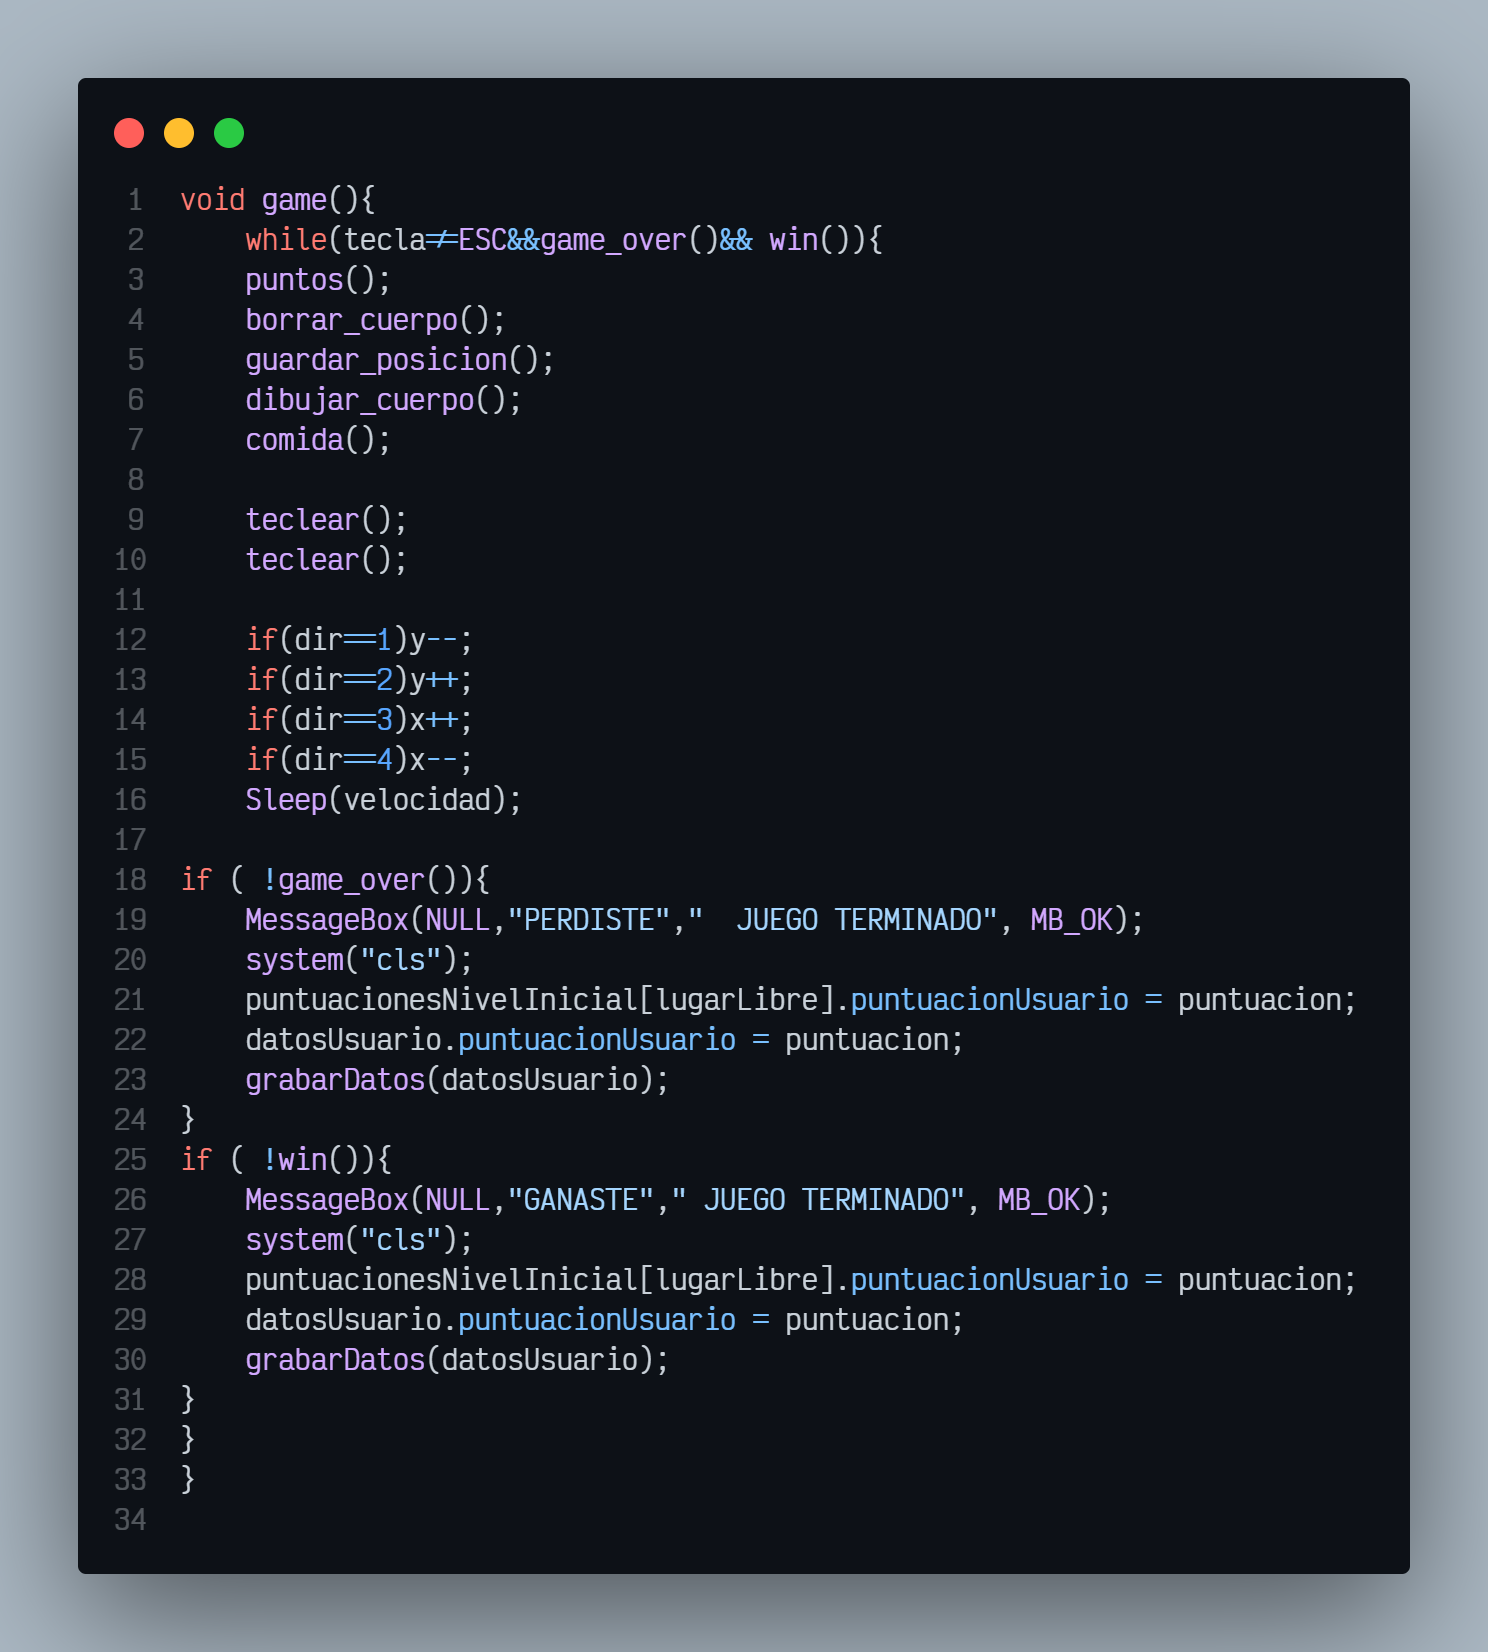 1 void game(){
2     while(tecla!=ESC&&game_over()&& win()){
3     puntos();
4     borrar_cuerpo();
5     guardar_posicion();
6     dibujar_cuerpo();
7     comida();
8
9     teclear();
10     teclear();
11
12     if(dir==1)y--;
13     if(dir==2)y++;
14     if(dir==3)x++;
15     if(dir==4)x--;
16     Sleep(velocidad);
17
18 if ( !game_over()){
19     MessageBox(NULL,"PERDISTE","  JUEGO TERMINADO", MB_OK);
20     system("cls");
21     puntuacionesNivelInicial[lugarLibre].puntuacionUsuario = puntuacion;
22     datosUsuario.puntuacionUsuario = puntuacion;
23     grabarDatos(datosUsuario);
24 }
25 if ( !win()){
26     MessageBox(NULL,"GANASTE"," JUEGO TERMINADO", MB_OK);
27     system("cls");
28     puntuacionesNivelInicial[lugarLibre].puntuacionUsuario = puntuacion;
29     datosUsuario.puntuacionUsuario = puntuacion;
30     grabarDatos(datosUsuario);
31 }
32 }
33 }
34